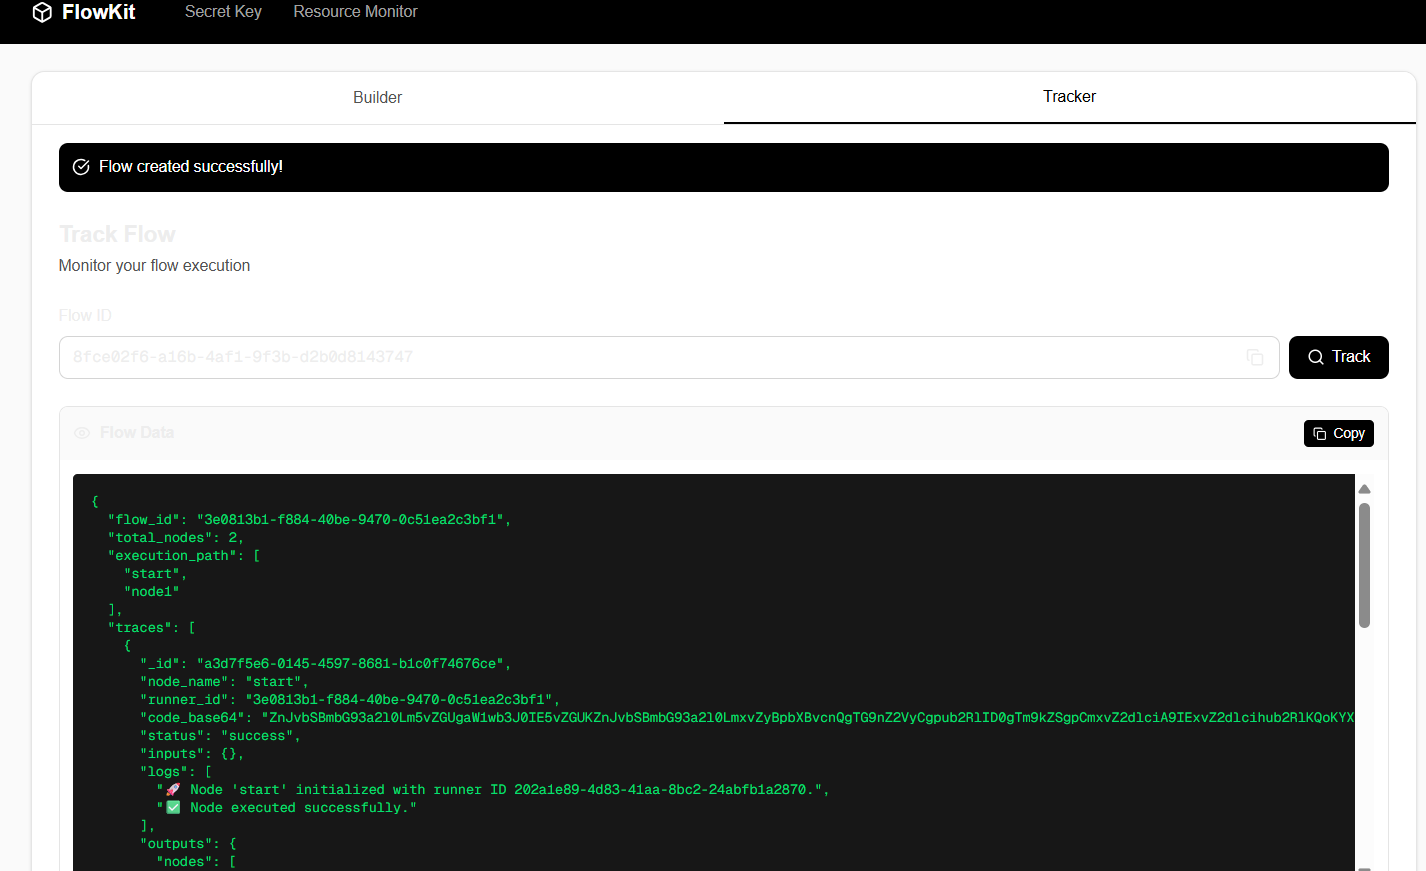 FlowKit Secret Key Resource Monitor
Builder Tracker
Flow created successfully!
Track Flow
Monitor your flow execution
Flow ID
8fce02f6-a16b-4af1-9f3b-d2b0d8143747 Track
Flow Data Copy
{
"flow_id": "3e0813b1-f884-40be-9470-0c51ea2c3bf1",
"total_nodes": 2,
"execution_path": [
"start",
"node1"
],
"traces": [
{
"_id": "a3d7f5e6-0145-4597-8681-b1c0f74676ce",
"node_name": "start",
"runner_id": "3e0813b1-f884-40be-9470-0c51ea2c3bf1",
"code_base64": "ZnJvbSBmbG93a2l0Lm5vZGUgaW1wb3J0IE5vZGUKZnJvbSBmbG93a2l0LmxvZyBpbXBvcnQgTG9nZ2VyCgpub2RlID0gTm9kZSgpCmxvZ2dlciA9IExvZ2dlcihub2RlKQoKYX
"status": "success",
"inputs": {},
"logs": [
"🚀 Node 'start' initialized with runner ID 202a1e89-4d83-41aa-8bc2-24abfb1a2870.",
"✅ Node executed successfully."
],
"outputs": {
"nodes": [